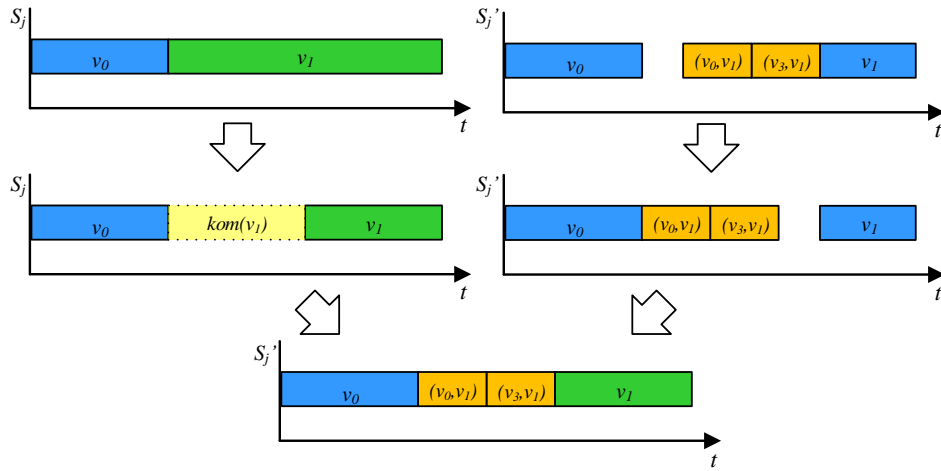 S_j
v_0 v_1
t
S_j'
v_0 (v_0,v_1) (v_3,v_1) v_1
t
S_j
v_0 kom(v_1) v_1
t
S_j'
v_0 (v_0,v_1) (v_3,v_1) v_1
t
S_j'
v_0 (v_0,v_1) (v_3,v_1) v_1
t